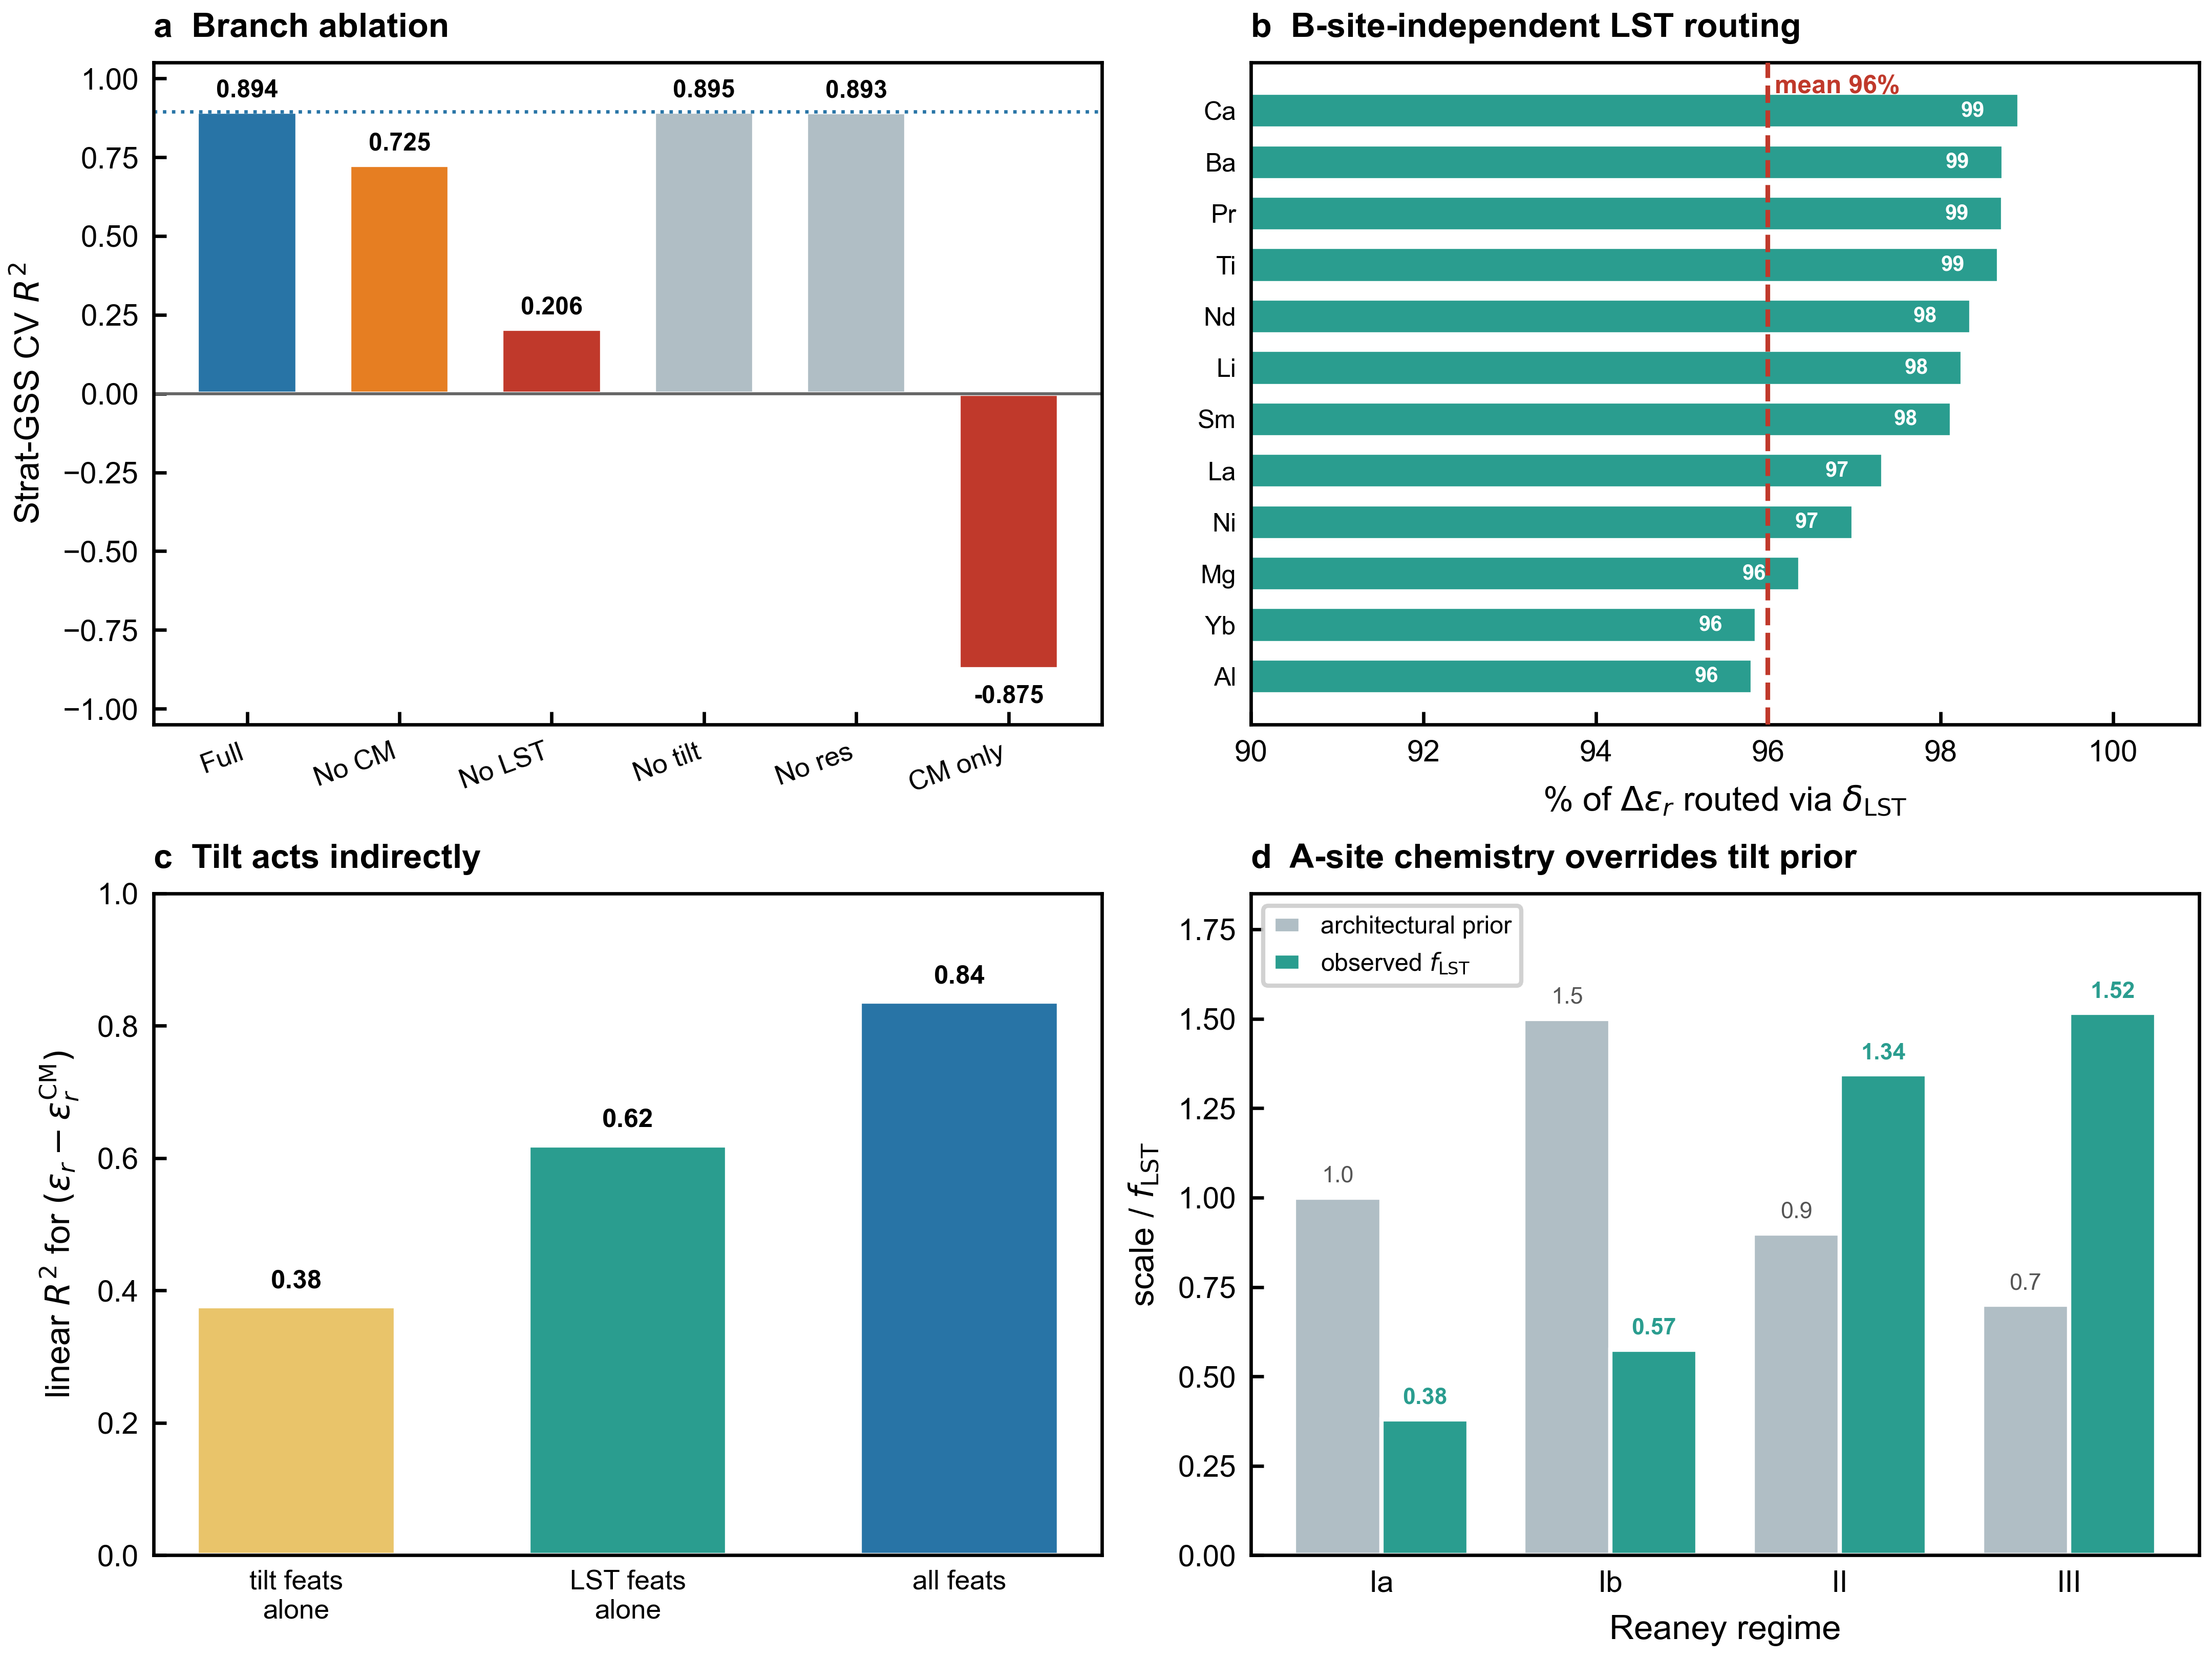 a Branch ablation
Strat-GSS CV R²
1.00
0.75
0.50
0.25
0.00
−0.25
−0.50
−0.75
−1.00
0.894
0.725
0.206
0.895
0.893
-0.875
Full
No CM
No LST
No tilt
No res
CM only
b B-site-independent LST routing
mean 96%
Ca 99
Ba 99
Pr 99
Ti 99
Nd 98
Li 98
Sm 98
La 97
Ni 97
Mg 96
Yb 96
Al 96
90 92 94 96 98 100
% of Δεr routed via δLST
c Tilt acts indirectly
linear R² for (εr − εrCM)
1.0
0.8
0.6
0.4
0.2
0.0
0.38
0.62
0.84
tilt feats
alone
LST feats
alone
all feats
d A-site chemistry overrides tilt prior
architectural prior
observed fLST
scale / fLST
1.75
1.50
1.25
1.00
0.75
0.50
0.25
0.00
1.0
0.38
1.5
0.57
0.9
1.34
0.7
1.52
Ia Ib II III
Reaney regime